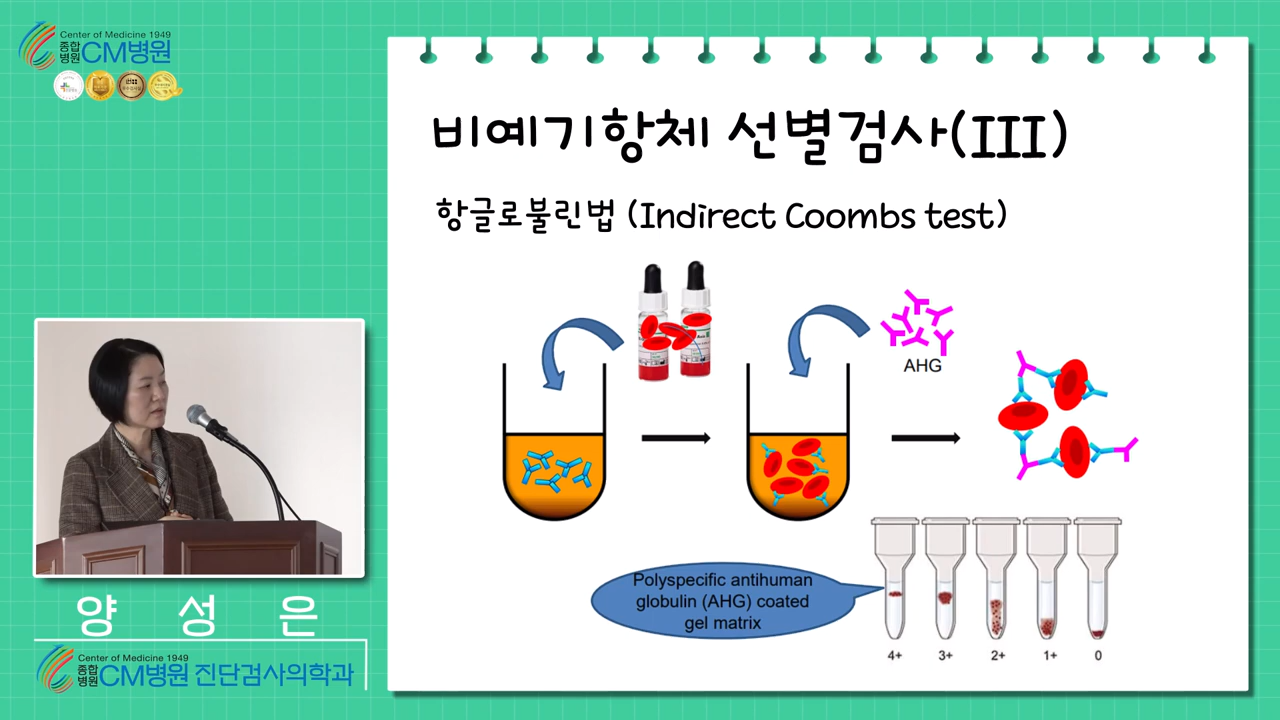 Center of Medicine 1949
종합
병원 CM병원
비예기항체 선별검사(III)
항글로불린법 (Indirect Coombs test)
AHG
Polyspecific antihuman
globulin (AHG) coated
gel matrix
4+ 3+ 2+ 1+ 0
양 성 은
Center of Medicine 1949
종합
병원 CM병원 진단검사의학과